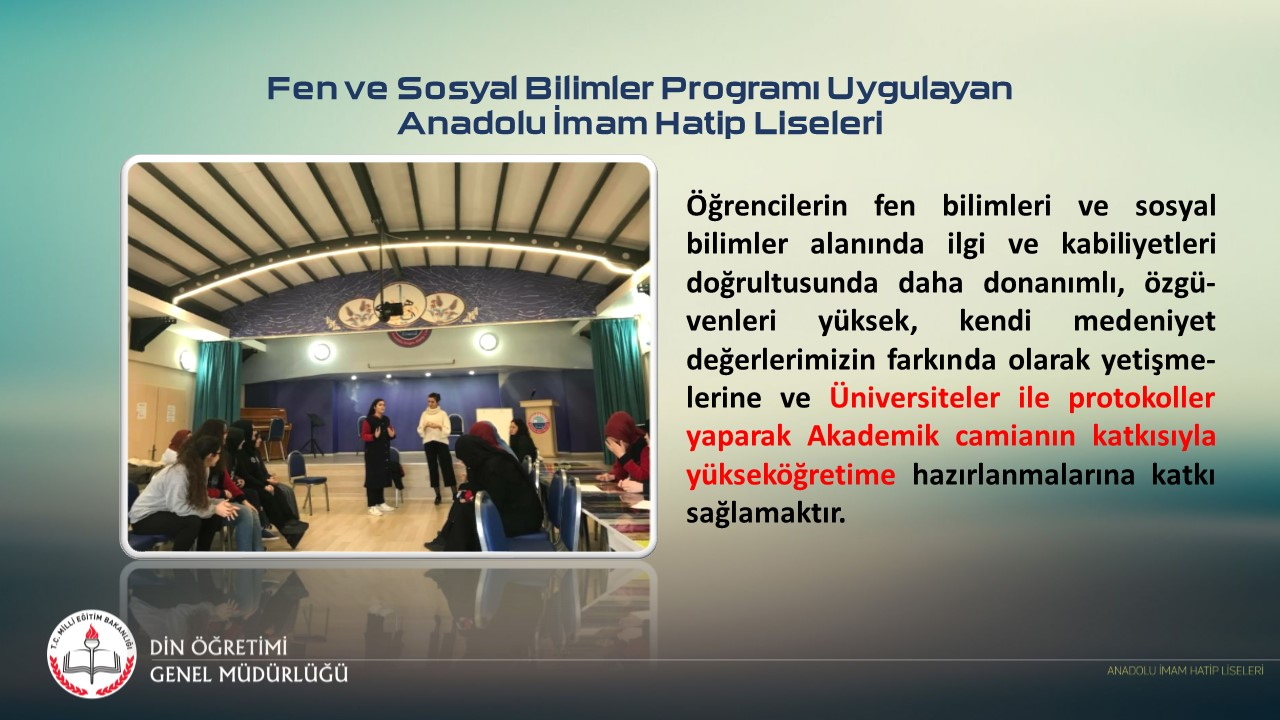 Fen ve Sosyal Bilimler Programı Uygulayan
Anadolu İmam Hatip Liseleri
Öğrencilerin fen bilimleri ve sosyal
bilimler alanında ilgi ve kabiliyetleri
doğrultusunda daha donanımlı, özgü-
venleri yüksek, kendi medeniyet
değerlerimizin farkında olarak yetişme-
lerine ve Üniversiteler ile protokoller
yaparak Akademik camianın katkısıyla
yükseköğretime hazırlanmalarına katkı
sağlamaktır.
T.C. MİLLİ EĞİTİM BAKANLIĞI
DİN ÖĞRETİMİ
GENEL MÜDÜRLÜĞÜ
ANADOLU İMAM HATİP LİSELERİ